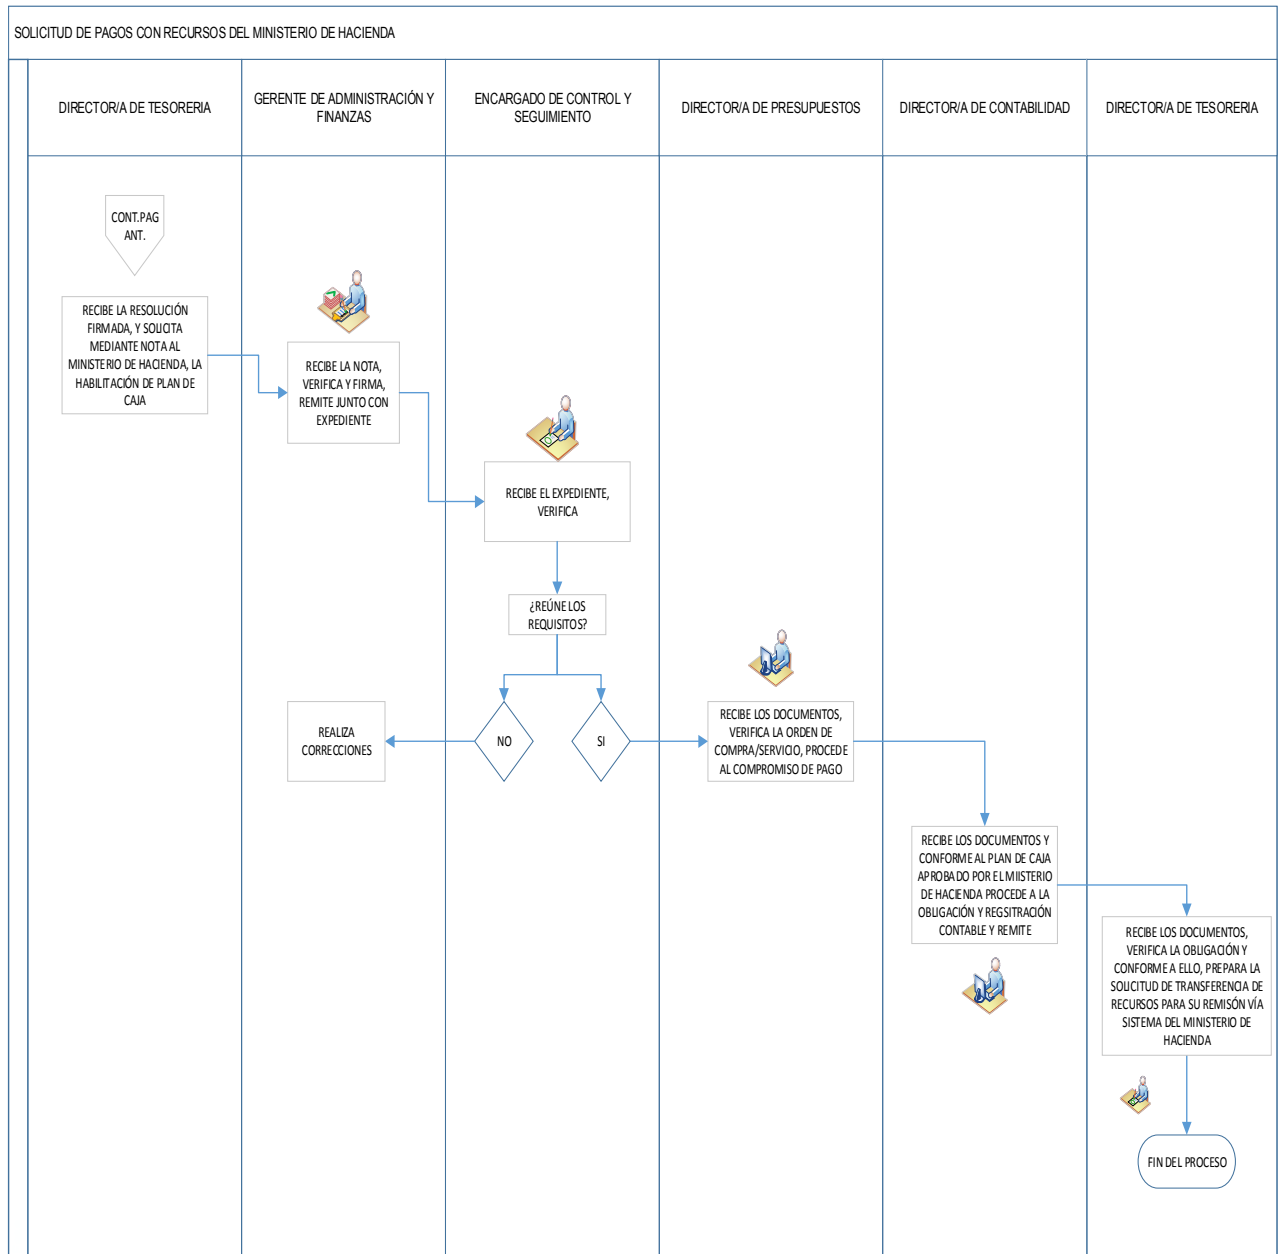 SOLICITUD DE PAGOS CON RECURSOS DEL MINISTERIO DE HACIENDA
DIRECTOR/A DE TESORERIA
GERENTE DE ADMINISTRACIÓN Y
FINANZAS
ENCARGADO DE CONTROL Y
SEGUIMIENTO
DIRECTOR/A DE PRESUPUESTOS
DIRECTOR/A DE CONTABILIDAD
DIRECTOR/A DE TESORERIA
CONT.PAG
ANT.
RECIBE LA RESOLUCIÓN
FIRMADA, Y SOLICITA
MEDIANTE NOTA AL
MINISTERIO DE HACIENDA, LA
HABILITACIÓN DE PLAN DE
CAJA
RECIBE LA NOTA,
VERIFICA Y FIRMA,
REMITE JUNTO CON
EXPEDIENTE
RECIBE EL EXPEDIENTE,
VERIFICA
¿REÚNE LOS
REQUISITOS?
REALIZA
CORRECCIONES
NO
SI
RECIBE LOS DOCUMENTOS,
VERIFICA LA ORDEN DE
COMPRA/SERVICIO, PROCEDE
AL COMPROMISO DE PAGO
RECIBE LOS DOCUMENTOS Y
CONFORME AL PLAN DE CAJA
APROBADO POR EL MIISTERIO
DE HACIENDA PROCEDE A LA
OBLIGACIÓN Y REGSITRACIÓN
CONTABLE Y REMITE
RECIBE LOS DOCUMENTOS,
VERIFICA LA OBLIGACIÓN Y
CONFORME A ELLO, PREPARA LA
SOLICITUD DE TRANSFERENCIA DE
RECURSOS PARA SU REMISÓN VÍA
SISTEMA DEL MINISTERIO DE
HACIENDA
FIN DEL PROCESO